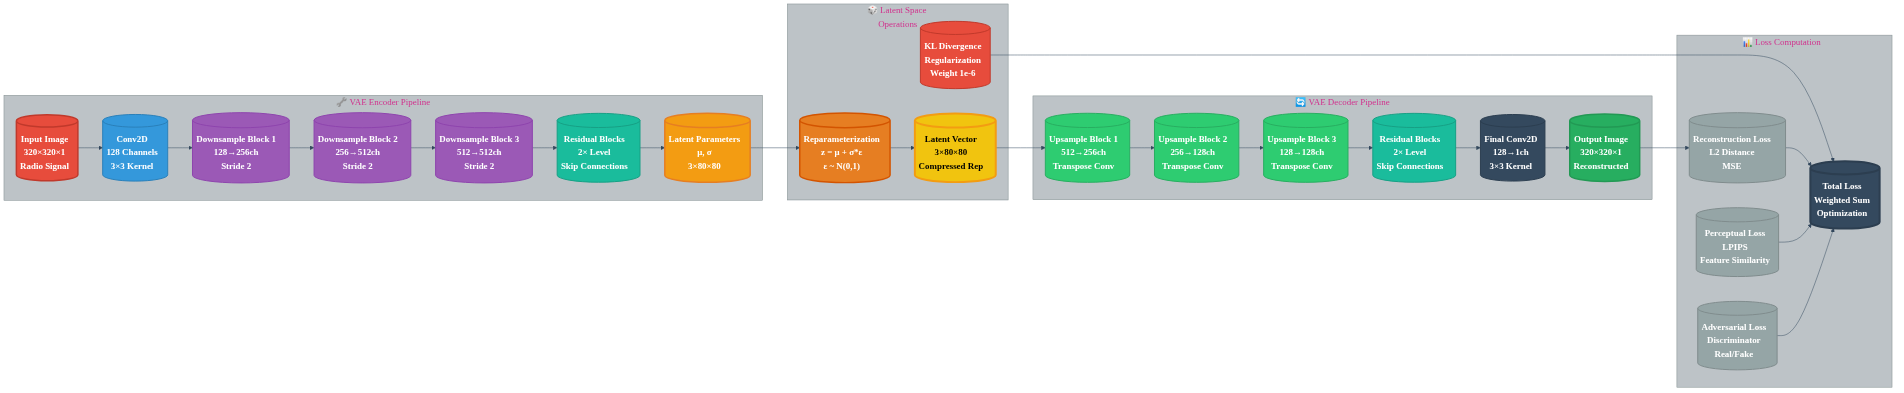 🔧 VAE Encoder Pipeline
Input Image
320×320×1
Radio Signal
Conv2D
128 Channels
3×3 Kernel
Downsample Block 1
128→256ch
Stride 2
Downsample Block 2
256→512ch
Stride 2
Downsample Block 3
512→512ch
Stride 2
Residual Blocks
2× Level
Skip Connections
Latent Parameters
μ, σ
3×80×80
🎲 Latent Space
Operations
KL Divergence
Regularization
Weight 1e-6
Reparameterization
z = μ + σ*ε
ε ~ N(0,1)
Latent Vector
3×80×80
Compressed Rep
🔄 VAE Decoder Pipeline
Upsample Block 1
512→256ch
Transpose Conv
Upsample Block 2
256→128ch
Transpose Conv
Upsample Block 3
128→128ch
Transpose Conv
Residual Blocks
2× Level
Skip Connections
Final Conv2D
128→1ch
3×3 Kernel
Output Image
320×320×1
Reconstructed
📊 Loss Computation
Reconstruction Loss
L2 Distance
MSE
Perceptual Loss
LPIPS
Feature Similarity
Adversarial Loss
Discriminator
Real/Fake
Total Loss
Weighted Sum
Optimization